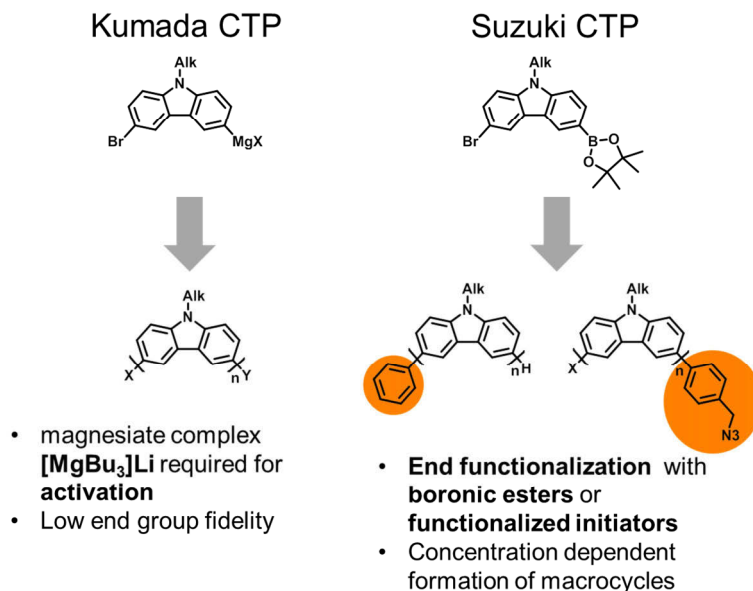 Kumada CTP
Suzuki CTP
Alk
N
Br
MgX
Alk
N
Br
B
O
O
Alk
N
X
n
Y
Alk
N
n
H
Alk
N
X
n
N3
• magnesiate complex
[MgBu3]Li required for
activation
• Low end group fidelity
• End functionalization with
boronic esters or
functionalized initiators
• Concentration dependent
formation of macrocycles